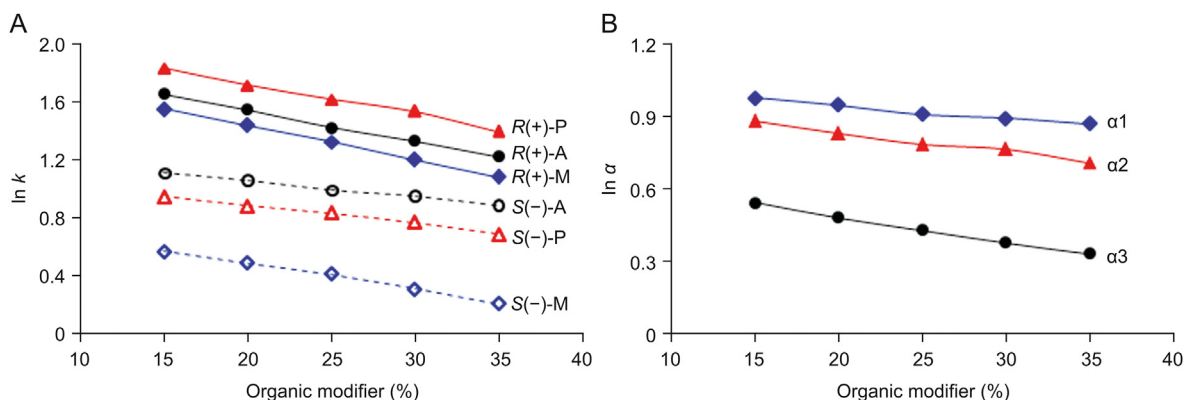 A
2.0
1.6
1.2
0.8
0.4
0
ln k
10
15
20
25
30
35
40
Organic modifier (%)
R(+)-P
R(+)-A
R(+)-M
S(−)-A
S(−)-P
S(−)-M
B
1.2
0.9
0.6
0.3
0
ln α
10
15
20
25
30
35
40
Organic modifier (%)
α1
α2
α3